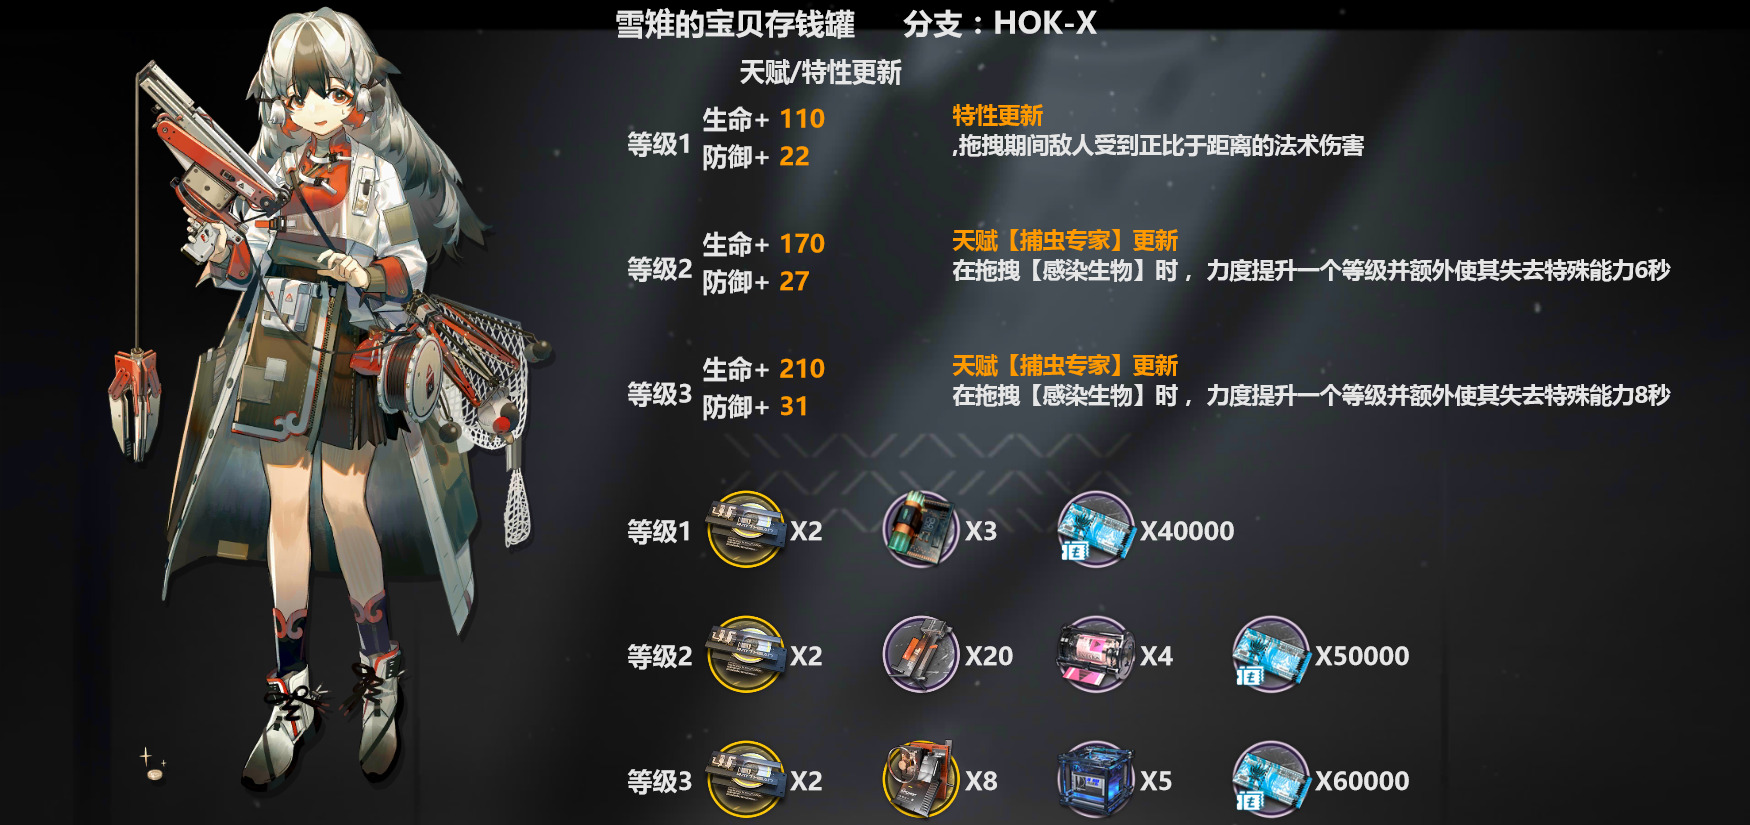 雪雉的宝贝存钱罐 分支：HOK-X
天赋/特性更新
等级1
生命+ 110
防御+ 22
特性更新
,拖拽期间敌人受到正比于距离的法术伤害
等级2
生命+ 170
防御+ 27
天赋【捕虫专家】更新
在拖拽【感染生物】时，力度提升一个等级并额外使其失去特殊能力6秒
等级3
生命+ 210
防御+ 31
天赋【捕虫专家】更新
在拖拽【感染生物】时，力度提升一个等级并额外使其失去特殊能力8秒
等级1 X2 X3 X40000
等级2 X2 X20 X4 X50000
等级3 X2 X8 X5 X60000